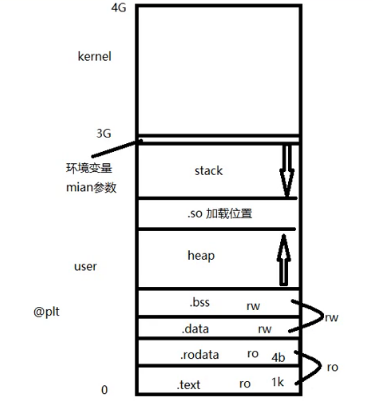 4G
kernel
3G
环境变量
mian参数
stack
.so 加载位置
heap
user
.bss rw
@plt
rw
.data rw
.rodata ro 4b
ro
.text ro 1k
0